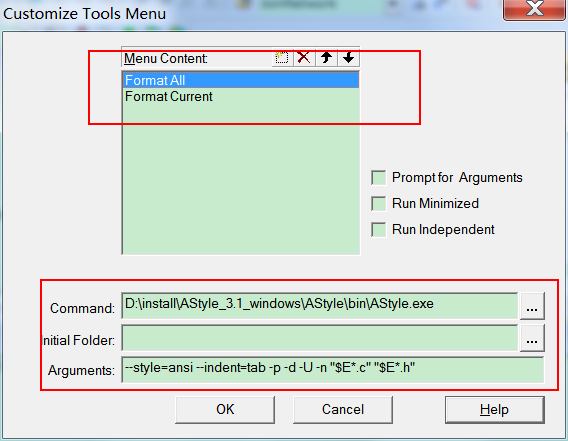 Customize Tools Menu
Menu Content:
Format All
Format Current
Prompt for Arguments
Run Minimized
Run Independent
Command: D:\install\AStyle_3.1_windows\AStyle\bin\AStyle.exe ...
nitial Folder: ...
Arguments: --style=ansi --indent=tab -p -d -U -n "$E*.c" "$E*.h"
OK Cancel Help